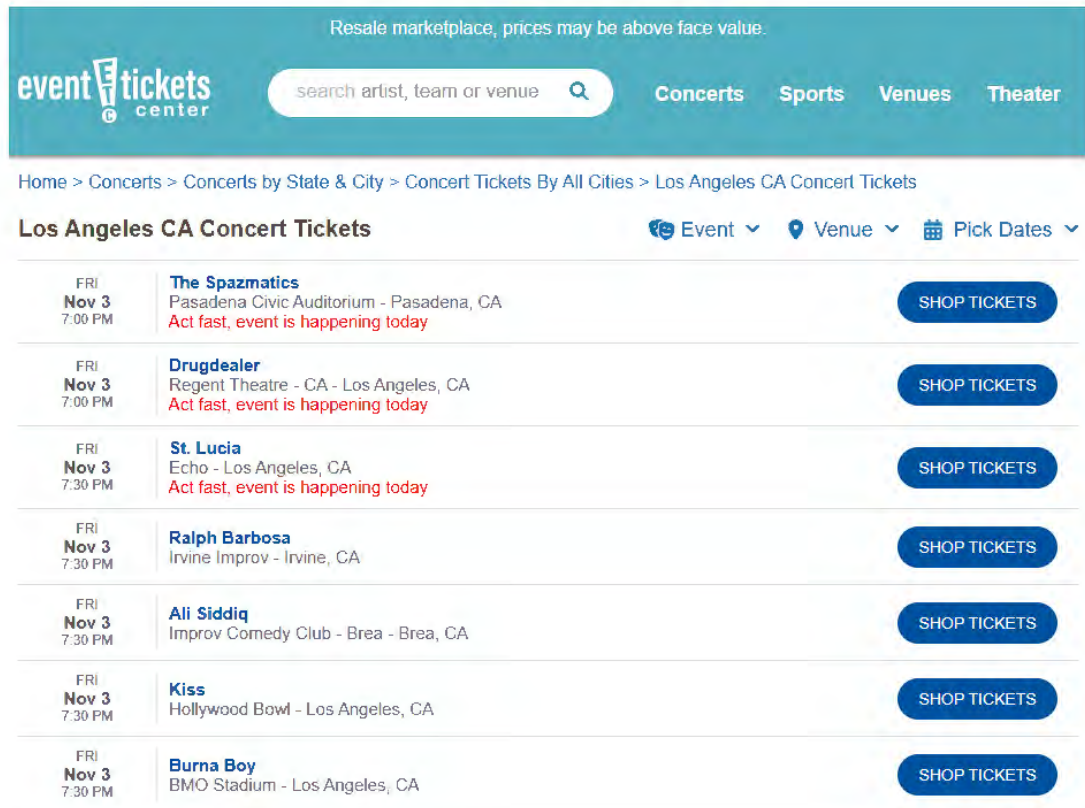 Resale marketplace, prices may be above face value.
event ETC tickets center
search artist, team or venue
Concerts Sports Venues Theater
Home > Concerts > Concerts by State & City > Concert Tickets By All Cities > Los Angeles CA Concert Tickets
Los Angeles CA Concert Tickets
Event Venue Pick Dates
FRI
Nov 3
7:00 PM
The Spazmatics
Pasadena Civic Auditorium - Pasadena, CA
Act fast, event is happening today
SHOP TICKETS
FRI
Nov 3
7:00 PM
Drugdealer
Regent Theatre - CA - Los Angeles, CA
Act fast, event is happening today
SHOP TICKETS
FRI
Nov 3
7:30 PM
St. Lucia
Echo - Los Angeles, CA
Act fast, event is happening today
SHOP TICKETS
FRI
Nov 3
7:30 PM
Ralph Barbosa
Irvine Improv - Irvine, CA
SHOP TICKETS
FRI
Nov 3
7:30 PM
Ali Siddiq
Improv Comedy Club - Brea - Brea, CA
SHOP TICKETS
FRI
Nov 3
7:30 PM
Kiss
Hollywood Bowl - Los Angeles, CA
SHOP TICKETS
FRI
Nov 3
7:30 PM
Burna Boy
BMO Stadium - Los Angeles, CA
SHOP TICKETS